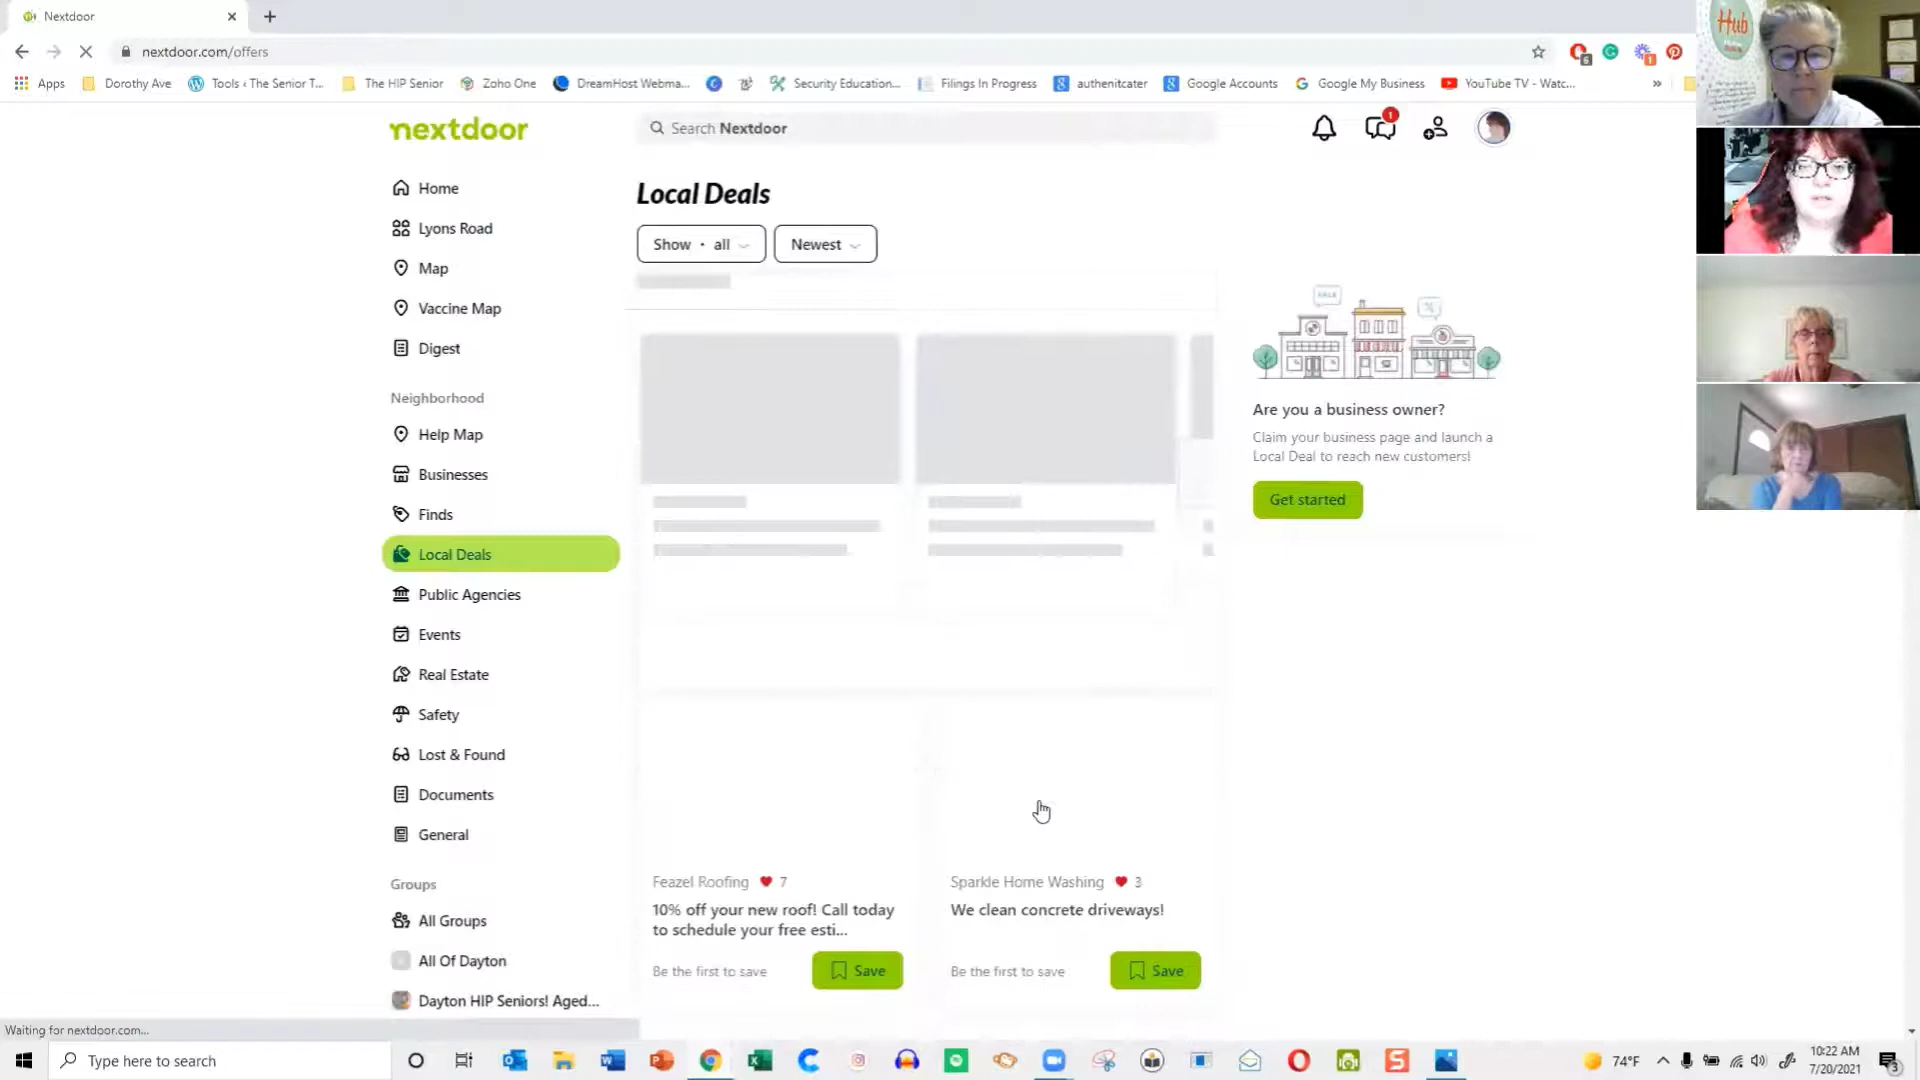 Nextdoor
nextdoor.com/offers
Apps
Dorothy Ave
Tools ‹ The Senior T...
The HIP Senior
Zoho One
DreamHost Webma...
Security Education...
Filings In Progress
authenitcater
Google Accounts
Google My Business
YouTube TV - Watc...
»
6
1
Hub
nextdoor
Search Nextdoor
1
Home
Lyons Road
Map
Vaccine Map
Digest
Neighborhood
Help Map
Businesses
Finds
Local Deals
Public Agencies
Events
Real Estate
Safety
Lost & Found
Documents
General
Groups
All Groups
All Of Dayton
Dayton HIP Seniors! Aged...
Local Deals
Show · all
Newest
SALE
%
Are you a business owner?
Claim your business page and launch a
Local Deal to reach new customers!
Get started
Feazel Roofing 7
10% off your new roof! Call today
to schedule your free esti...
Be the first to save
Save
Sparkle Home Washing 3
We clean concrete driveways!
Be the first to save
Save
Waiting for nextdoor.com...
Type here to search
74°F
10:22 AM
7/20/2021
3